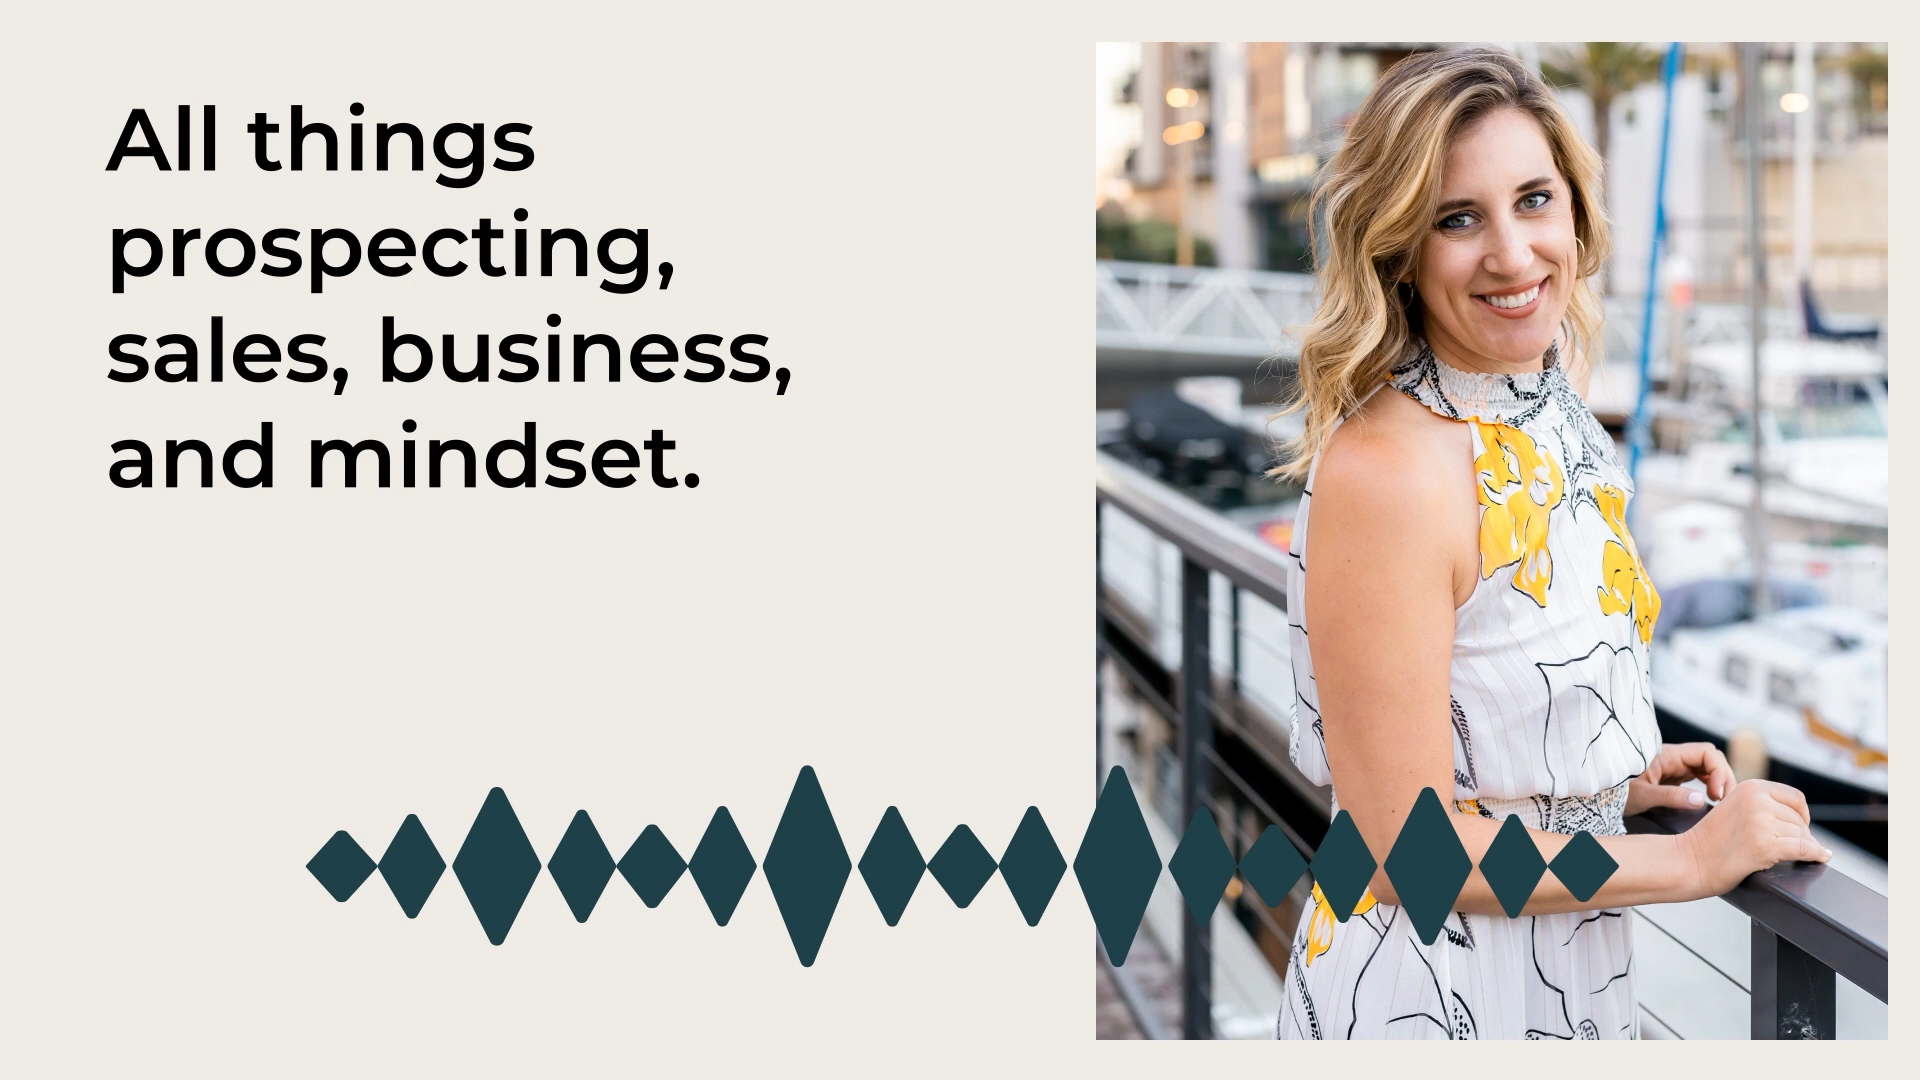 All things
prospecting,
sales, business,
and mindset.